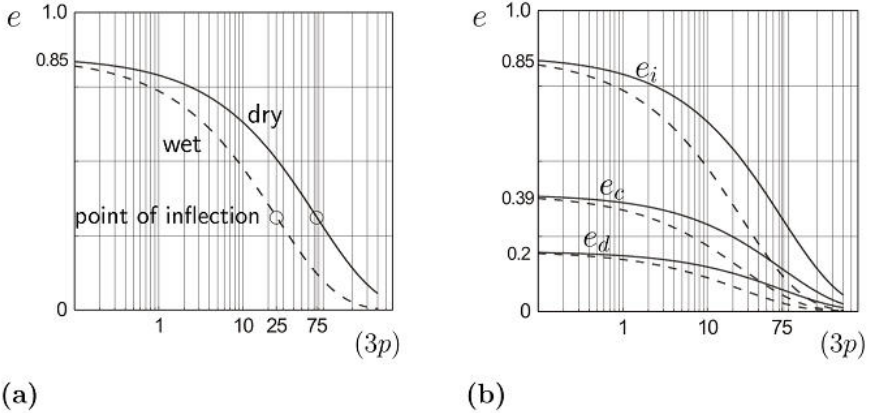 e
1.0
0.85
dry
wet
point of inflection
0
1
10
25
75
(3p)
(a)
e
1.0
0.85
e_i
0.39
e_c
0.2
e_d
0
1
10
75
(3p)
(b)